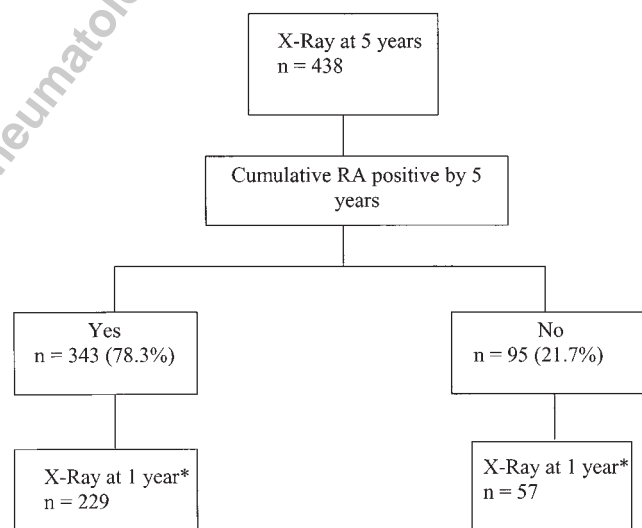 X-Ray at 5 years
n = 438
Cumulative RA positive by 5
years
Yes
n = 343 (78.3%)
No
n = 95 (21.7%)
X-Ray at 1 year*
n = 229
X-Ray at 1 year*
n = 57